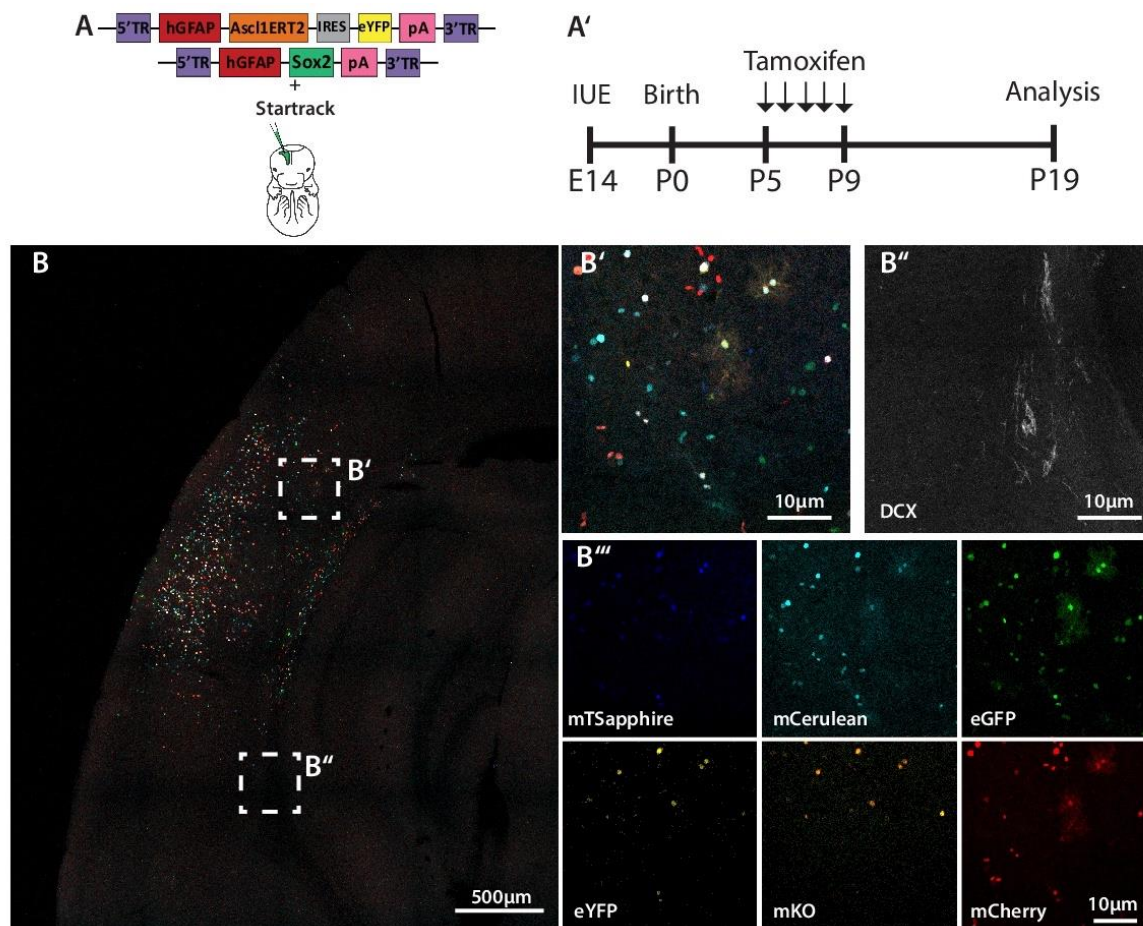 A
5'TR hGFAP Ascl1ERT2 IRES eYFP pA 3'TR
5'TR hGFAP Sox2 pA 3'TR
+
Startrack
A'
Tamoxifen
IUE Birth Analysis
E14 P0 P5 P9 P19
B
B'
B"
500µm
B'
10µm
B"
DCX
10µm
B"'
mTSapphire
mCerulean
eGFP
eYFP
mKO
mCherry
10µm